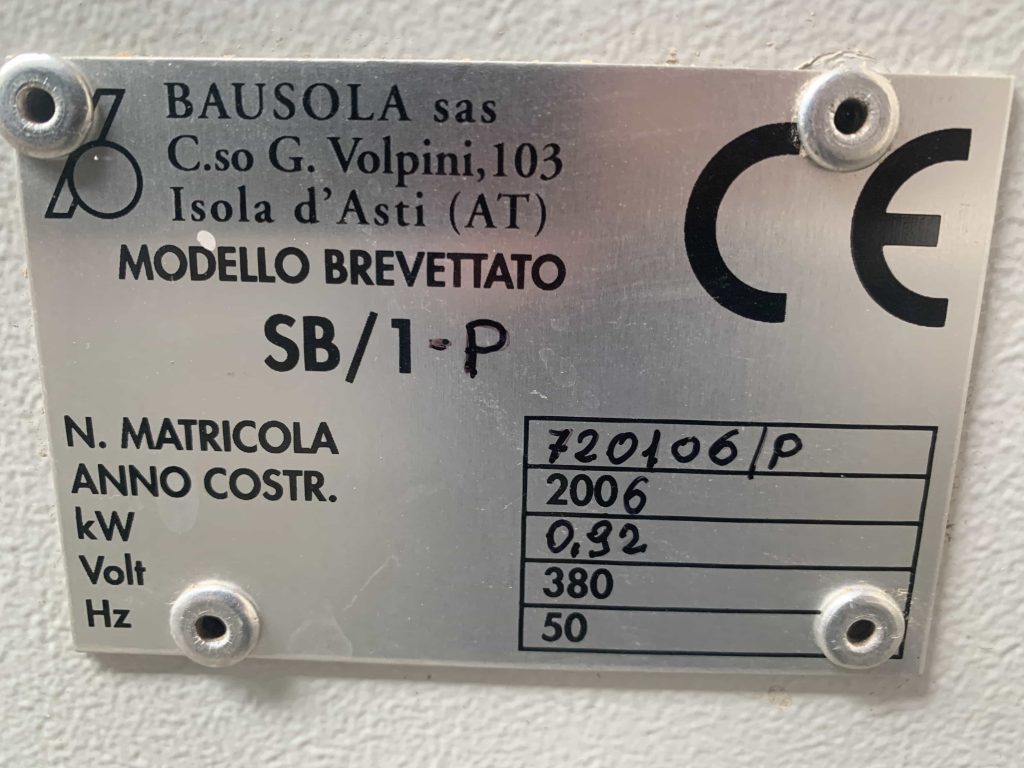 BAUSOLA sas
C.so G. Volpini, 103
Isola d'Asti (AT)
CE
MODELLO BREVETTATO
SB/1-P
N. MATRICOLA 720106/P
ANNO COSTR. 2006
kW 0,92
Volt 380
Hz 50